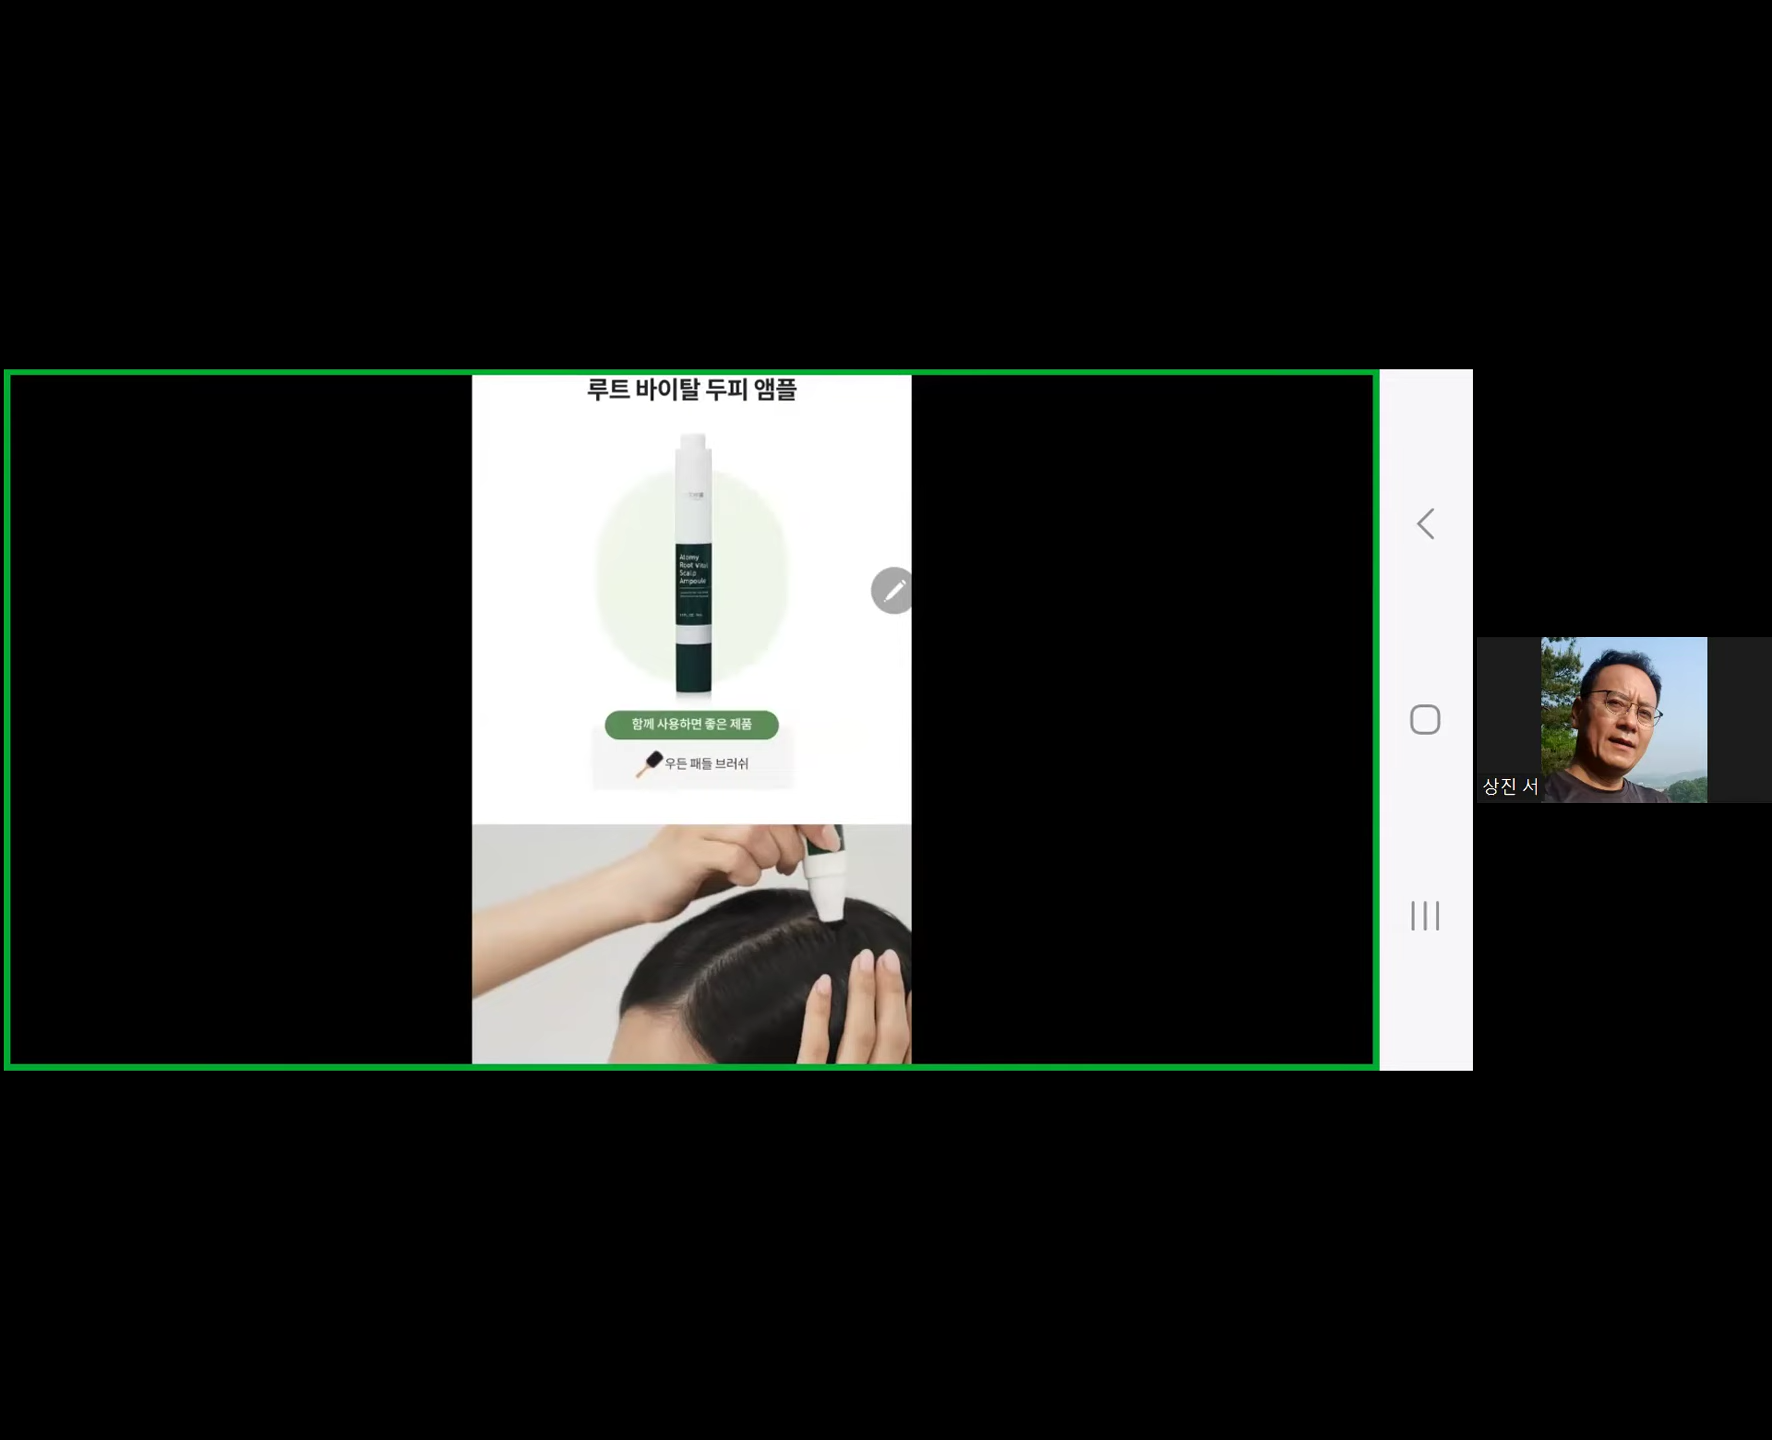 루트 바이탈 두피 앰플
Atomy
Root Vital
Scalp
Ampoule
함께 사용하면 좋은 제품
우든 패들 브러쉬
상진 서